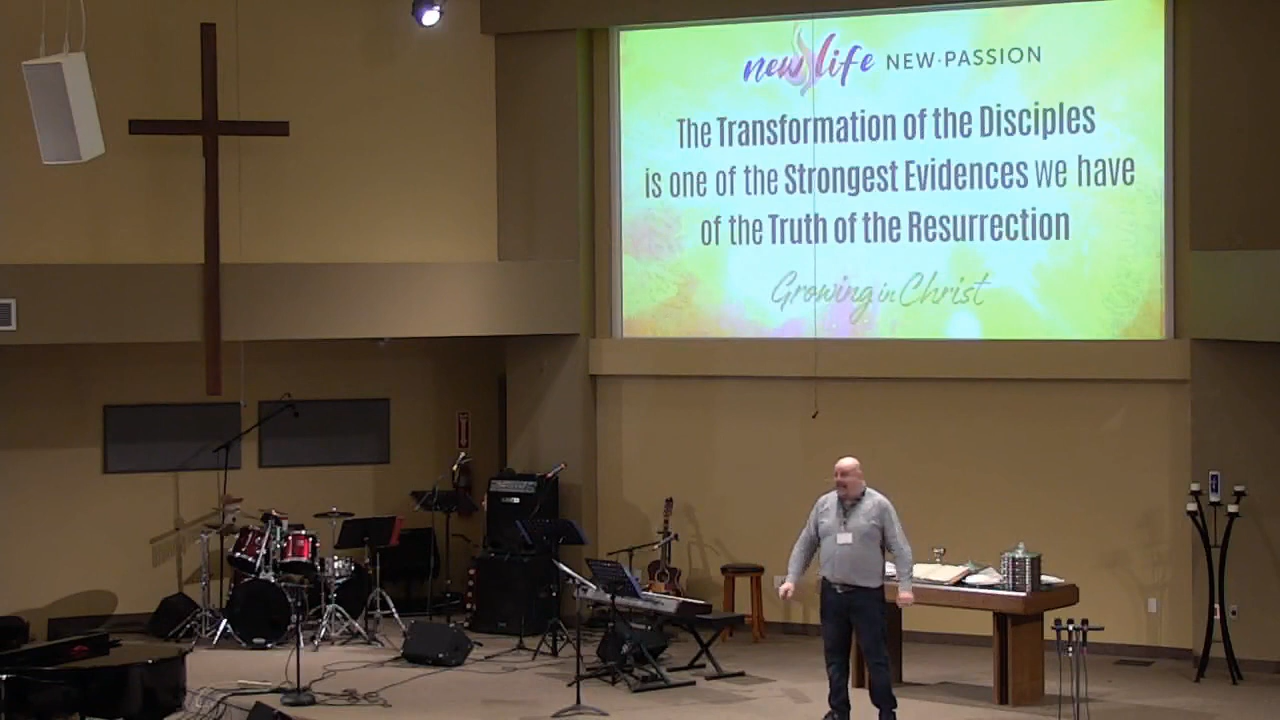 new life NEW·PASSION
The Transformation of the Disciples
is one of the Strongest Evidences we have
of the Truth of the Resurrection
Growing in Christ